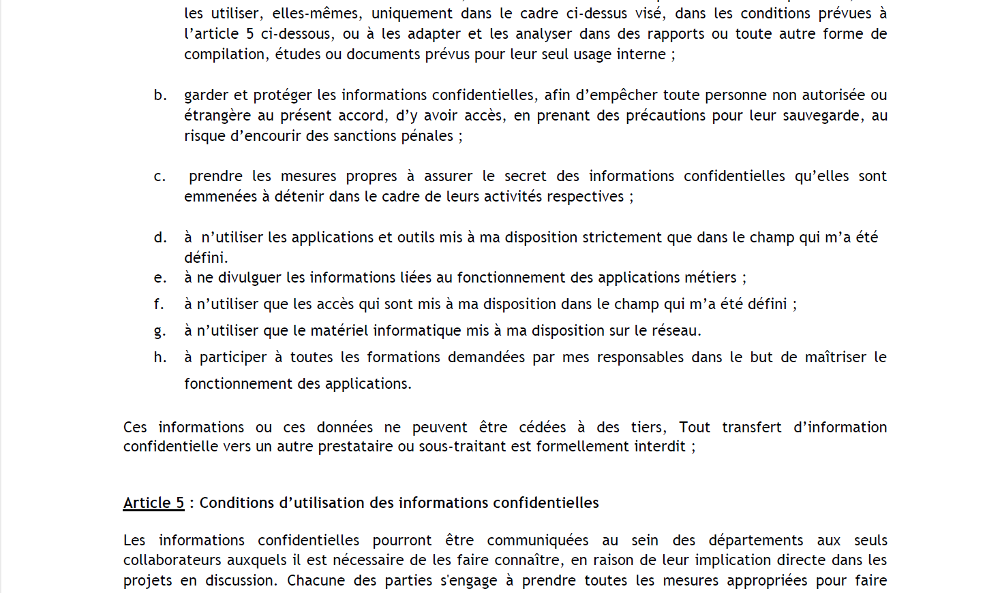 les utiliser, elles-mêmes, uniquement dans le cadre ci-dessus visé, dans les conditions prévues à
l’article 5 ci-dessous, ou à les adapter et les analyser dans des rapports ou toute autre forme de
compilation, études ou documents prévus pour leur seul usage interne ;
b. garder et protéger les informations confidentielles, afin d’empêcher toute personne non autorisée ou
étrangère au présent accord, d’y avoir accès, en prenant des précautions pour leur sauvegarde, au
risque d’encourir des sanctions pénales ;
c. prendre les mesures propres à assurer le secret des informations confidentielles qu’elles sont
emmenées à détenir dans le cadre de leurs activités respectives ;
d. à n’utiliser les applications et outils mis à ma disposition strictement que dans le champ qui m’a été
défini.
e. à ne divulguer les informations liées au fonctionnement des applications métiers ;
f. à n’utiliser que les accès qui sont mis à ma disposition dans le champ qui m’a été défini ;
g. à n’utiliser que le matériel informatique mis à ma disposition sur le réseau.
h. à participer à toutes les formations demandées par mes responsables dans le but de maîtriser le
fonctionnement des applications.
Ces informations ou ces données ne peuvent être cédées à des tiers, Tout transfert d’information
confidentielle vers un autre prestataire ou sous-traitant est formellement interdit ;
Article 5 : Conditions d’utilisation des informations confidentielles
Les informations confidentielles pourront être communiquées au sein des départements aux seuls
collaborateurs auxquels il est nécessaire de les faire connaître, en raison de leur implication directe dans les
projets en discussion. Chacune des parties s'engage à prendre toutes les mesures appropriées pour faire